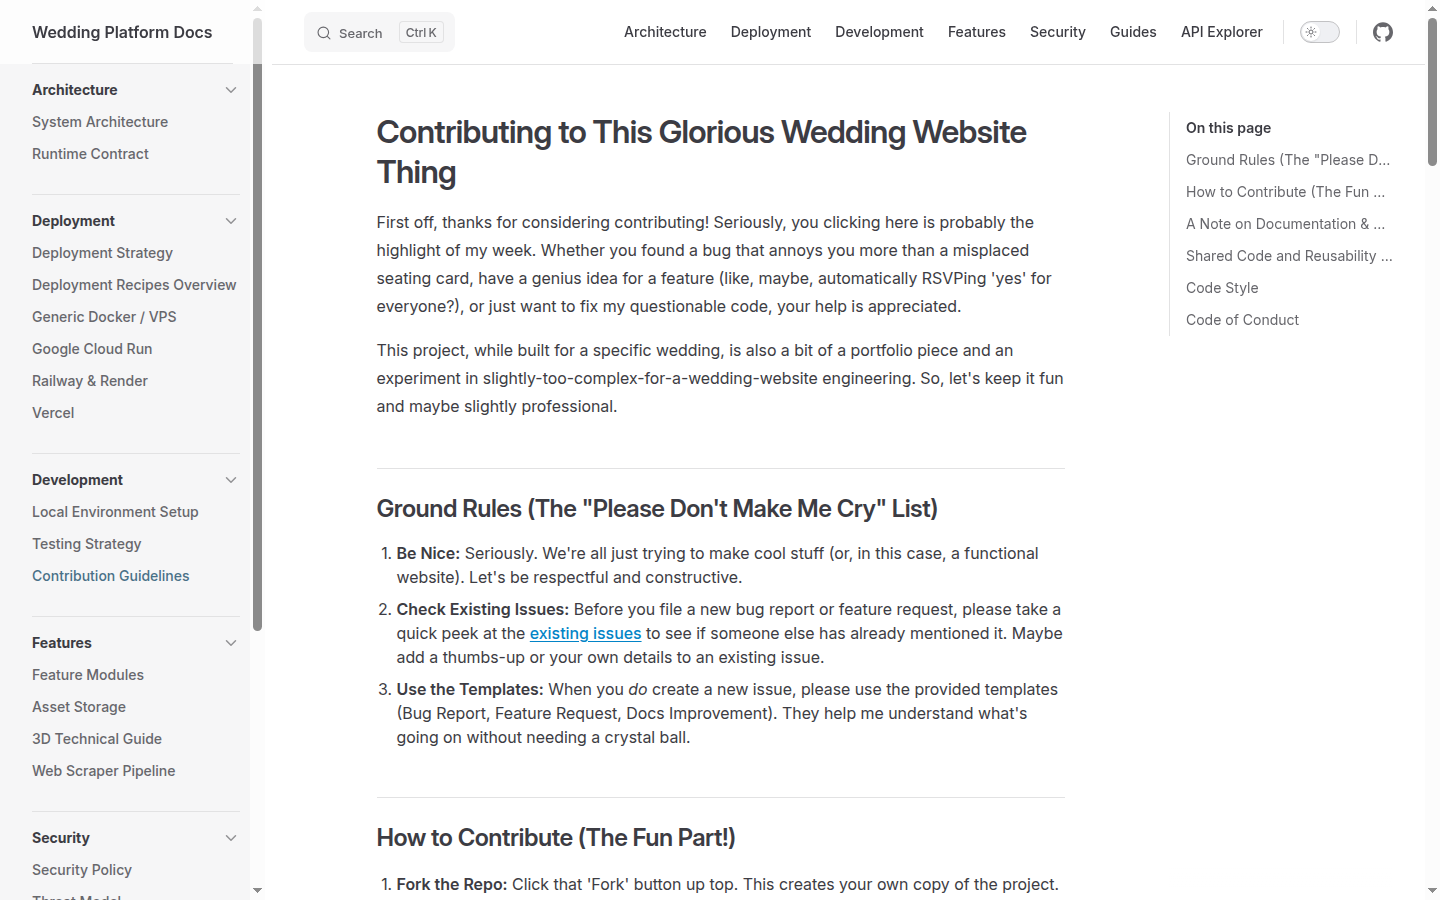 Wedding Platform Docs
Search
Ctrl K
Architecture
Deployment
Development
Features
Security
Guides
API Explorer
Architecture
System Architecture
Runtime Contract
Deployment
Deployment Strategy
Deployment Recipes Overview
Generic Docker / VPS
Google Cloud Run
Railway & Render
Vercel
Development
Local Environment Setup
Testing Strategy
Contribution Guidelines
Features
Feature Modules
Asset Storage
3D Technical Guide
Web Scraper Pipeline
Security
Security Policy
Threat Model
Contributing to This Glorious Wedding Website
Thing
First off, thanks for considering contributing! Seriously, you clicking here is probably the
highlight of my week. Whether you found a bug that annoys you more than a misplaced
seating card, have a genius idea for a feature (like, maybe, automatically RSVPing 'yes' for
everyone?), or just want to fix my questionable code, your help is appreciated.
This project, while built for a specific wedding, is also a bit of a portfolio piece and an
experiment in slightly-too-complex-for-a-wedding-website engineering. So, let's keep it fun
and maybe slightly professional.
Ground Rules (The "Please Don't Make Me Cry" List)
1. Be Nice: Seriously. We're all just trying to make cool stuff (or, in this case, a functional
website). Let's be respectful and constructive.
2. Check Existing Issues: Before you file a new bug report or feature request, please take a
quick peek at the existing issues to see if someone else has already mentioned it. Maybe
add a thumbs-up or your own details to an existing issue.
3. Use the Templates: When you do create a new issue, please use the provided templates
(Bug Report, Feature Request, Docs Improvement). They help me understand what's
going on without needing a crystal ball.
How to Contribute (The Fun Part!)
1. Fork the Repo: Click that 'Fork' button up top. This creates your own copy of the project.
On this page
Ground Rules (The "Please D...
How to Contribute (The Fun ...
A Note on Documentation & ...
Shared Code and Reusability ...
Code Style
Code of Conduct